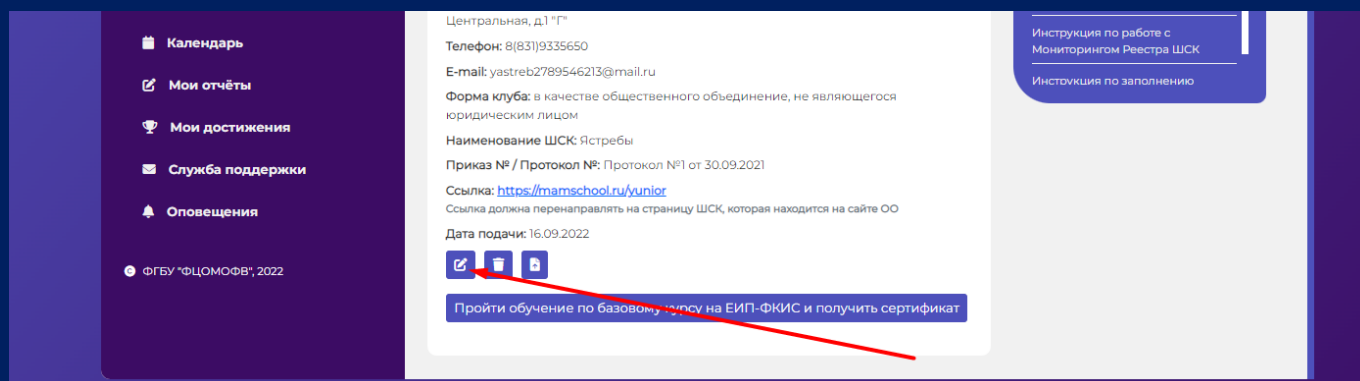 Календарь
Мои отчёты
Мои достижения
Служба поддержки
Оповещения
ФГБУ "ФЦОМОФВ", 2022
Центральная, д.1 "Г"
Телефон: 8(831)9335650
E-mail: yastreb2789546213@mail.ru
Форма клуба: в качестве общественного объединение, не являющегося
юридическим лицом
Наименование ШСК: Ястребы
Приказ № / Протокол №: Протокол №1 от 30.09.2021
Ссылка: https://mamschool.ru/yunior
Ссылка должна перенаправлять на страницу ШСК, которая находится на сайте ОО
Дата подачи: 16.09.2022
Пройти обучение по базовому курсу на ЕИП-ФКИС и получить сертификат
Инструкция по работе с
Мониторингом Реестра ШСК
Инструкция по заполнению